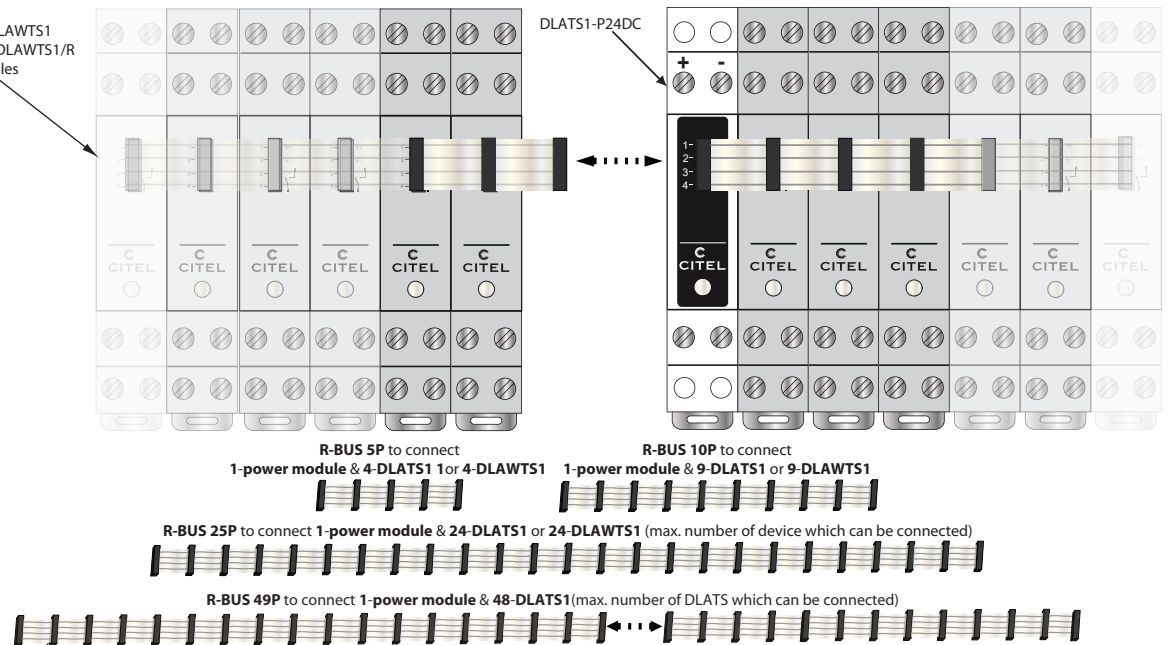 LAWTS1
DLAWTS1/R
les
DLATS1-P24DC
+ -
1-
2-
3-
4-
C
CITEL
C
CITEL
C
CITEL
C
CITEL
C
CITEL
C
CITEL
C
CITEL
C
CITEL
C
CITEL
C
CITEL
C
CITEL
C
CITEL
C
CITEL
R-BUS 5P to connect
1-power module & 4-DLATS1 1or 4-DLAWTS1
R-BUS 10P to connect
1-power module & 9-DLATS1 or 9-DLAWTS1
R-BUS 25P to connect 1-power module & 24-DLATS1 or 24-DLAWTS1 (max. number of device which can be connected)
R-BUS 49P to connect 1-power module & 48-DLATS1(max. number of DLATS which can be connected)